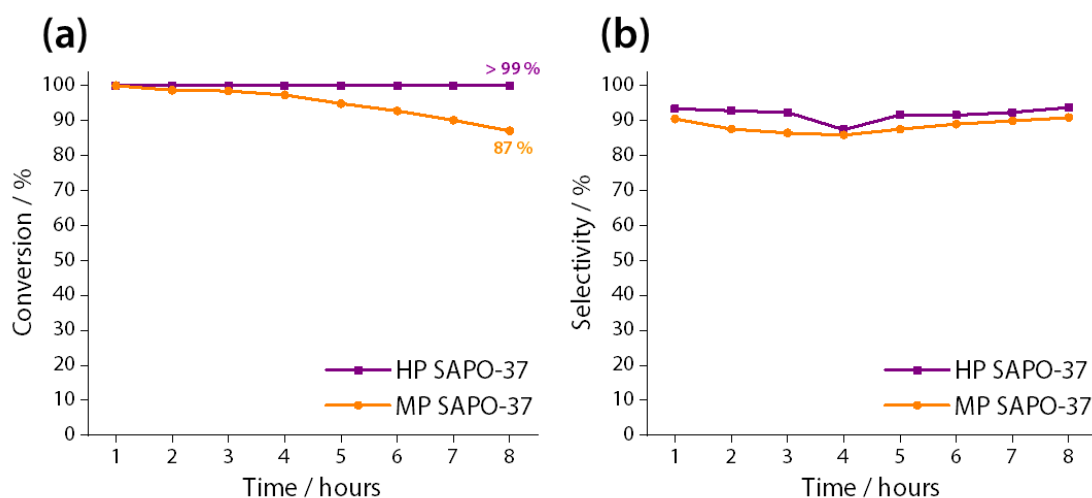 (a)
Conversion / %
100
90
80
70
60
50
40
30
20
10
0
> 99 %
87 %
HP SAPO-37
MP SAPO-37
1 2 3 4 5 6 7 8
Time / hours
(b)
Selectivity / %
100
90
80
70
60
50
40
30
20
10
0
HP SAPO-37
MP SAPO-37
1 2 3 4 5 6 7 8
Time / hours